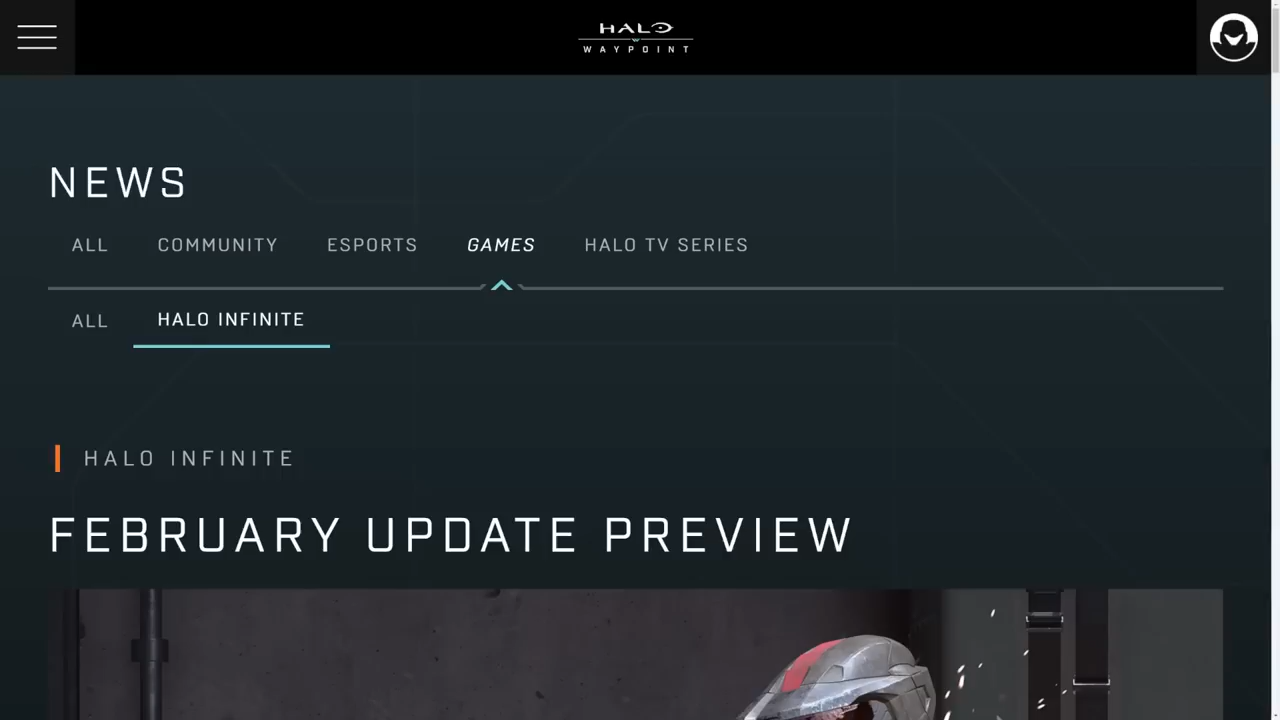 HALO
WAYPOINT
NEWS
ALL COMMUNITY ESPORTS GAMES HALO TV SERIES
ALL HALO INFINITE
HALO INFINITE
FEBRUARY UPDATE PREVIEW